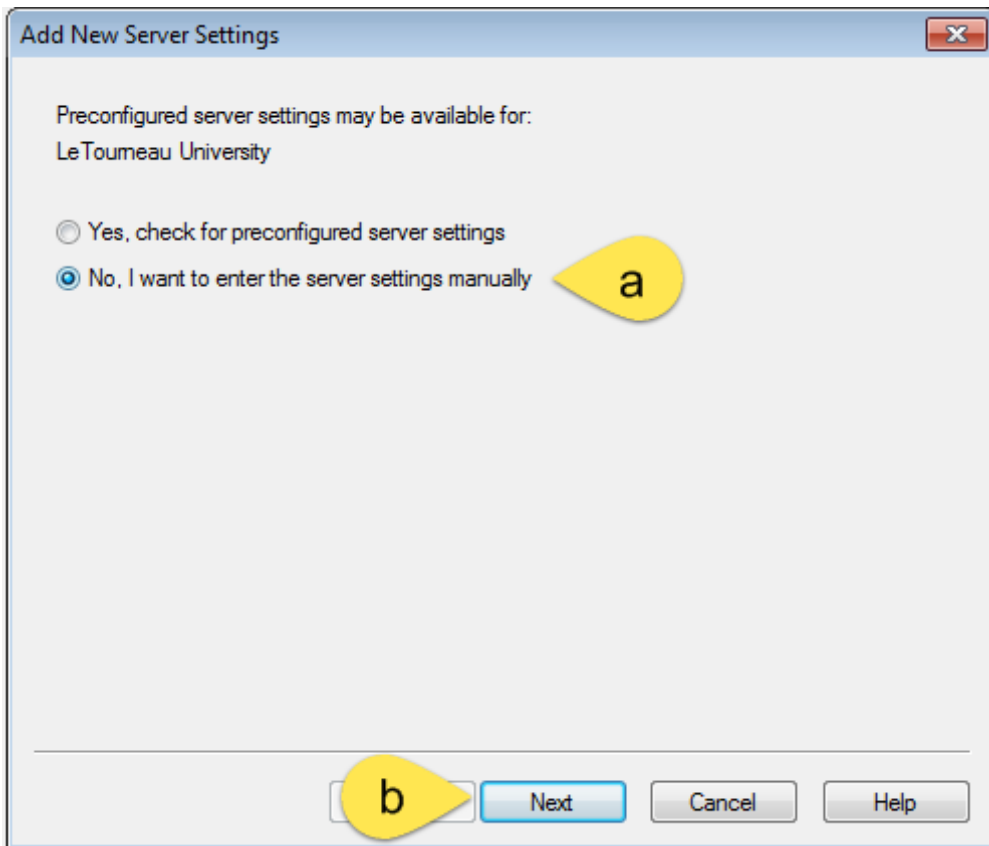 Add New Server Settings
Preconfigured server settings may be available for:
LeTourneau University
Yes, check for preconfigured server settings
No, I want to enter the server settings manually
a
b
Next
Cancel
Help